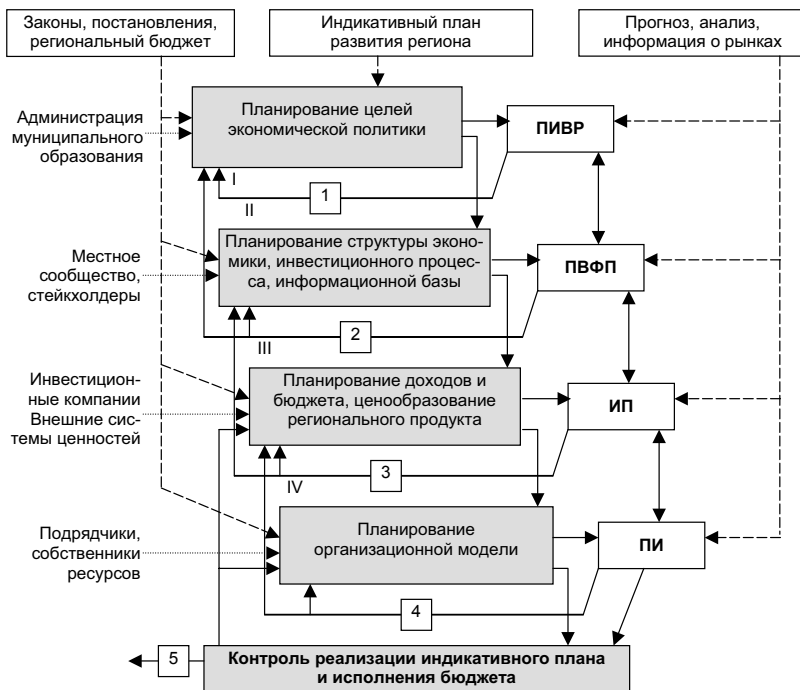 Законы, постановления,
региональный бюджет
Индикативный план
развития региона
Прогноз, анализ,
информация о рынках
Администрация
муниципального
образования
Планирование целей
экономической политики
ПИВР
I
II
1
Местное
сообщество,
стейкхолдеры
Планирование структуры эконо-
мики, инвестиционного процес-
са, информационной базы
ПВФП
III
2
Инвестицион-
ные компании
Внешние сис-
темы ценностей
Планирование доходов и
бюджета, ценообразование
регионального продукта
ИП
IV
3
Подрядчики,
собственники
ресурсов
Планирование
организационной модели
ПИ
4
5
Контроль реализации индикативного плана
и исполнения бюджета